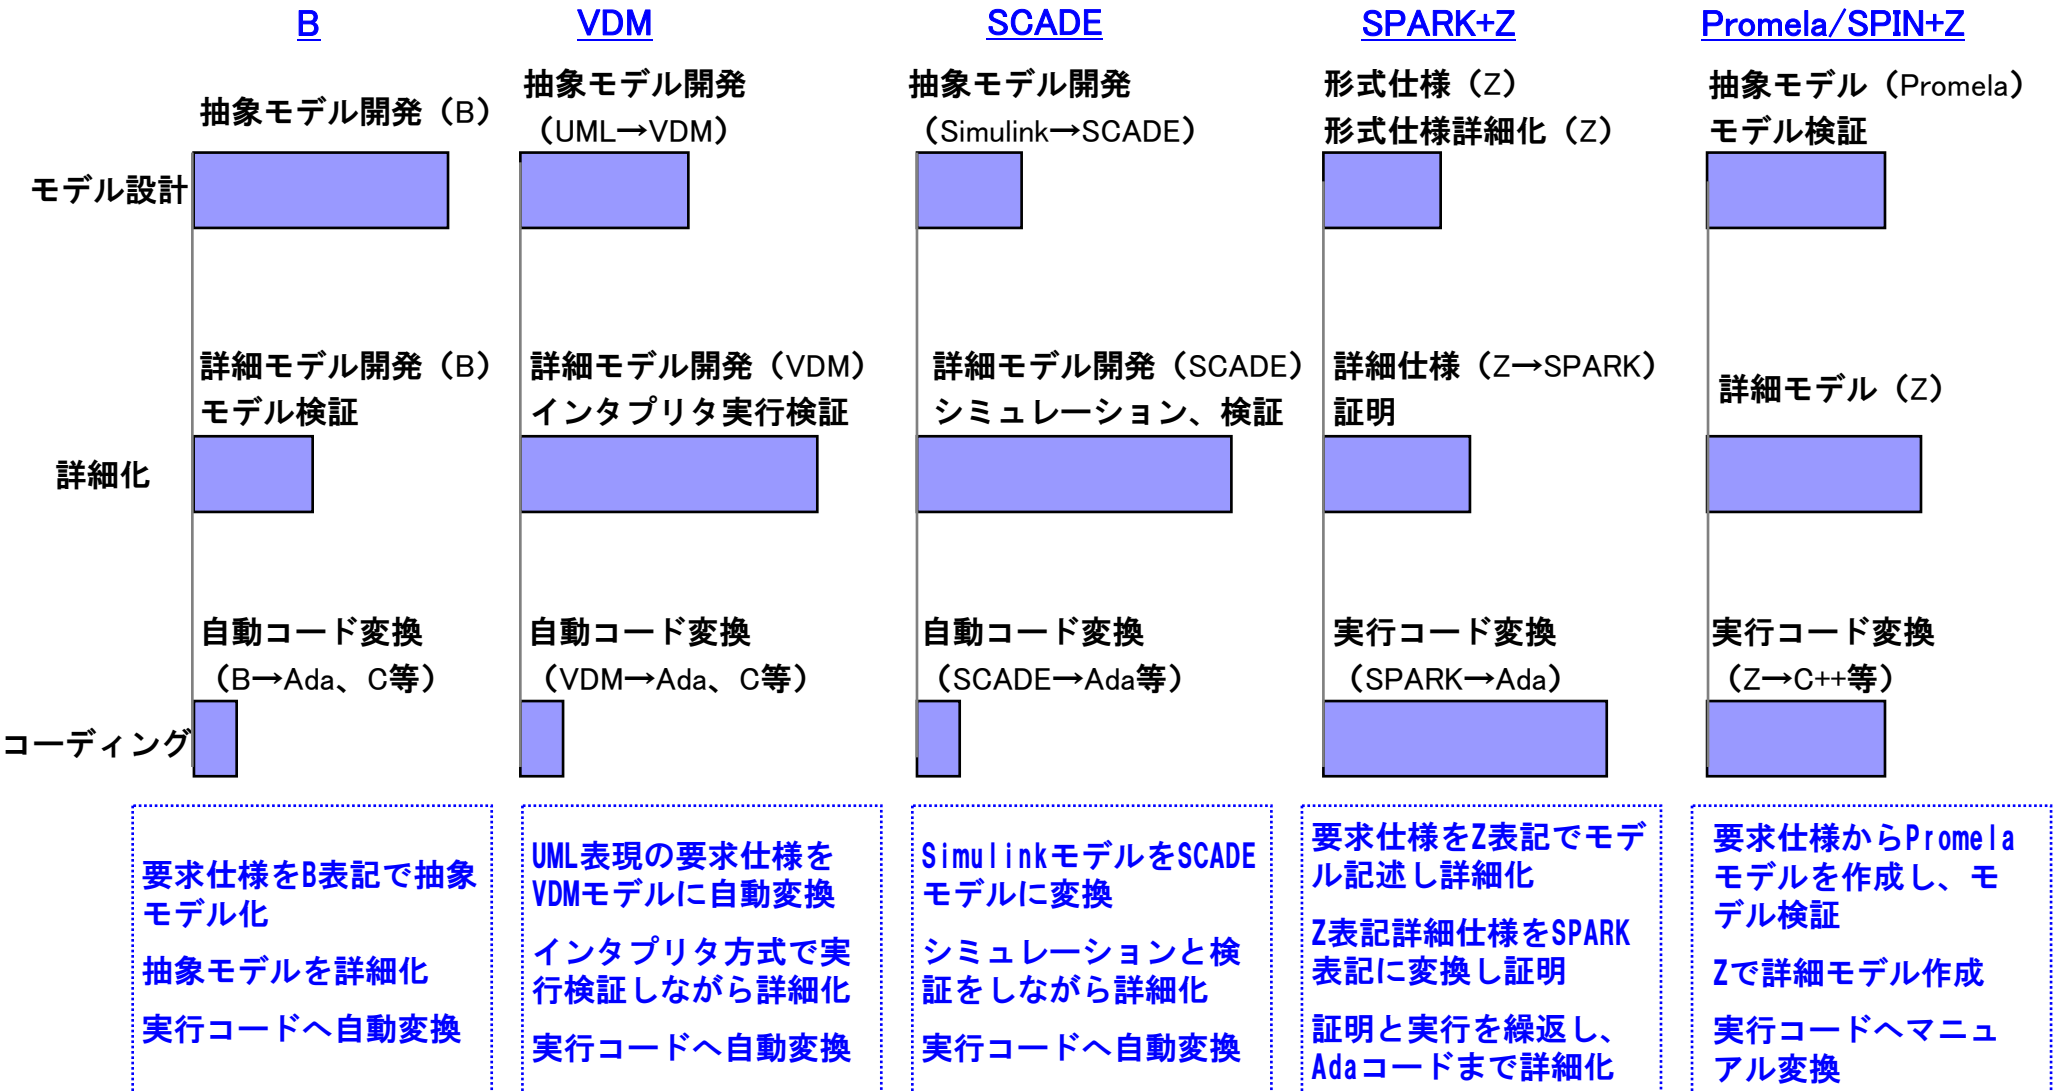 B
VDM
SCADE
SPARK+Z
Promela/SPIN+Z
抽象モデル開発（B）
抽象モデル開発
（UML→VDM）
抽象モデル開発
（Simulink→SCADE）
形式仕様（Z）
形式仕様詳細化（Z）
抽象モデル（Promela）
モデル検証
モデル設計
詳細モデル開発（B）
モデル検証
詳細モデル開発（VDM）
インタプリタ実行検証
詳細モデル開発（SCADE）
シミュレーション、検証
詳細仕様（Z→SPARK）
証明
詳細モデル（Z）
詳細化
自動コード変換
（B→Ada、C等）
自動コード変換
（VDM→Ada、C等）
自動コード変換
（SCADE→Ada等）
実行コード変換
（SPARK→Ada）
実行コード変換
（Z→C++等）
コーディング
要求仕様をB表記で抽象
モデル化
抽象モデルを詳細化
実行コードへ自動変換
UML表現の要求仕様を
VDMモデルに自動変換
インタプリタ方式で実
行検証しながら詳細化
実行コードへ自動変換
SimulinkモデルをSCADE
モデルに変換
シミュレーションと検
証をしながら詳細化
実行コードへ自動変換
要求仕様をZ表記でモデ
ル記述し詳細化
Z表記詳細仕様をSPARK
表記に変換し証明
証明と実行を繰返し、
Adaコードまで詳細化
要求仕様からPromela
モデルを作成し、モ
デル検証
Zで詳細モデル作成
実行コードへマニュ
アル変換